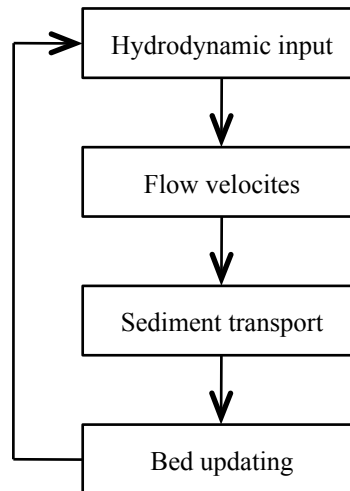 Hydrodynamic input
Flow velocites
Sediment transport
Bed updating